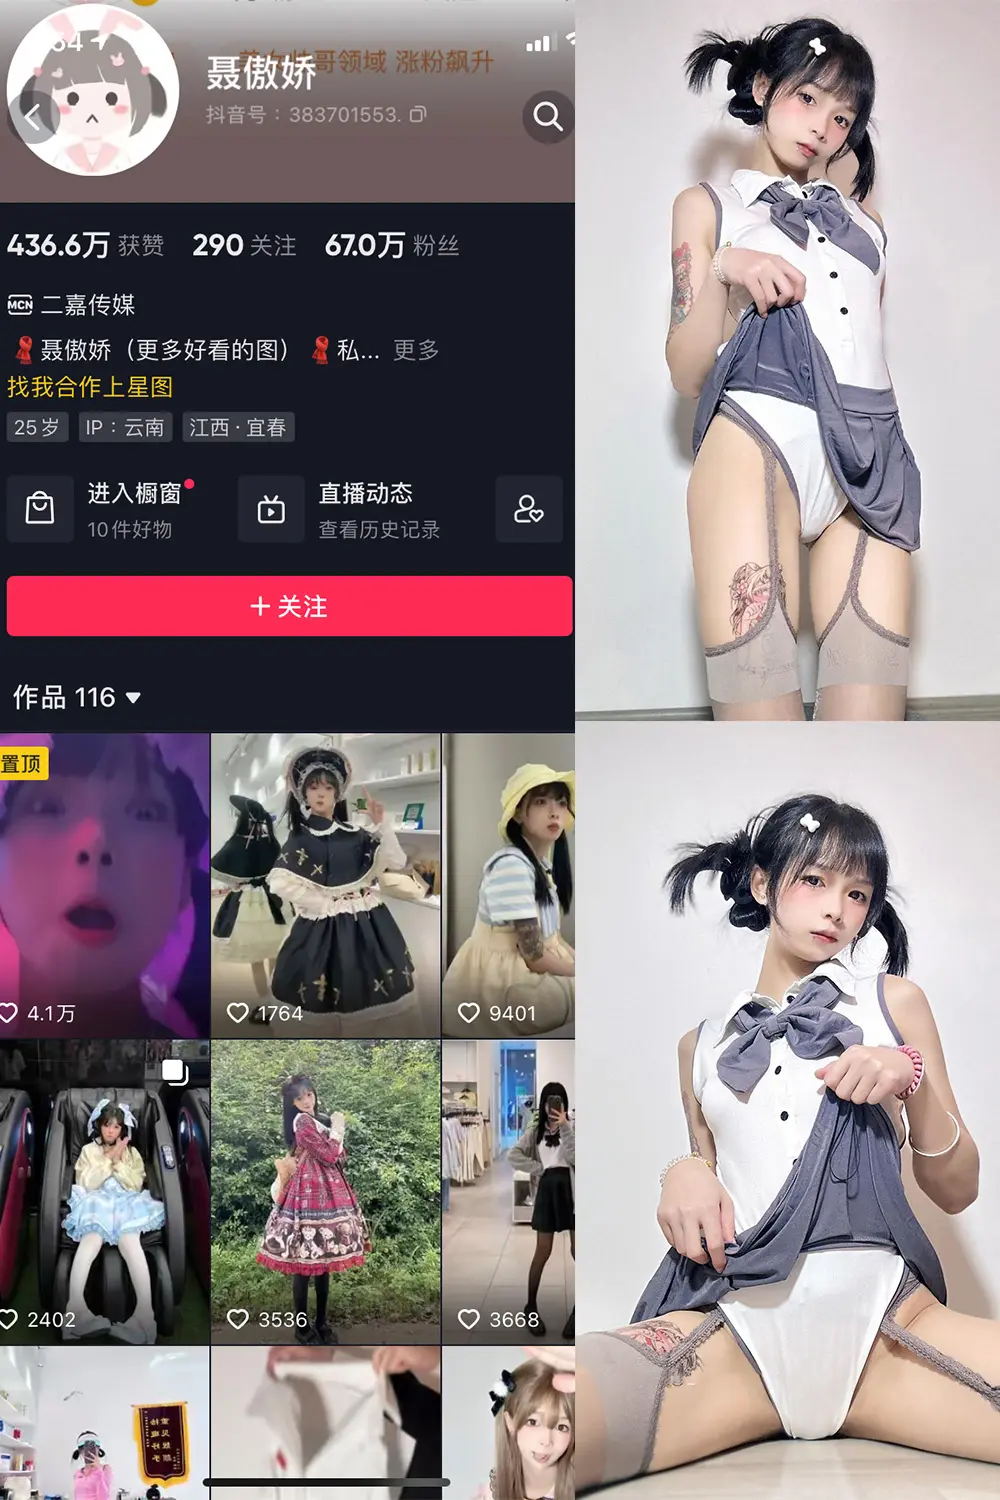 聂傲娇
抖音号：383701553.
436.6万 获赞 290 关注 67.0万 粉丝
MCN 二嘉传媒
聂傲娇（更多好看的图） 私... 更多
找我合作上星图
25岁 IP：云南 江西·宜春
进入橱窗 直播动态
10件好物 查看历史记录
+ 关注
作品 116
置顶
4.1万 1764 9401
2402 3536 3668